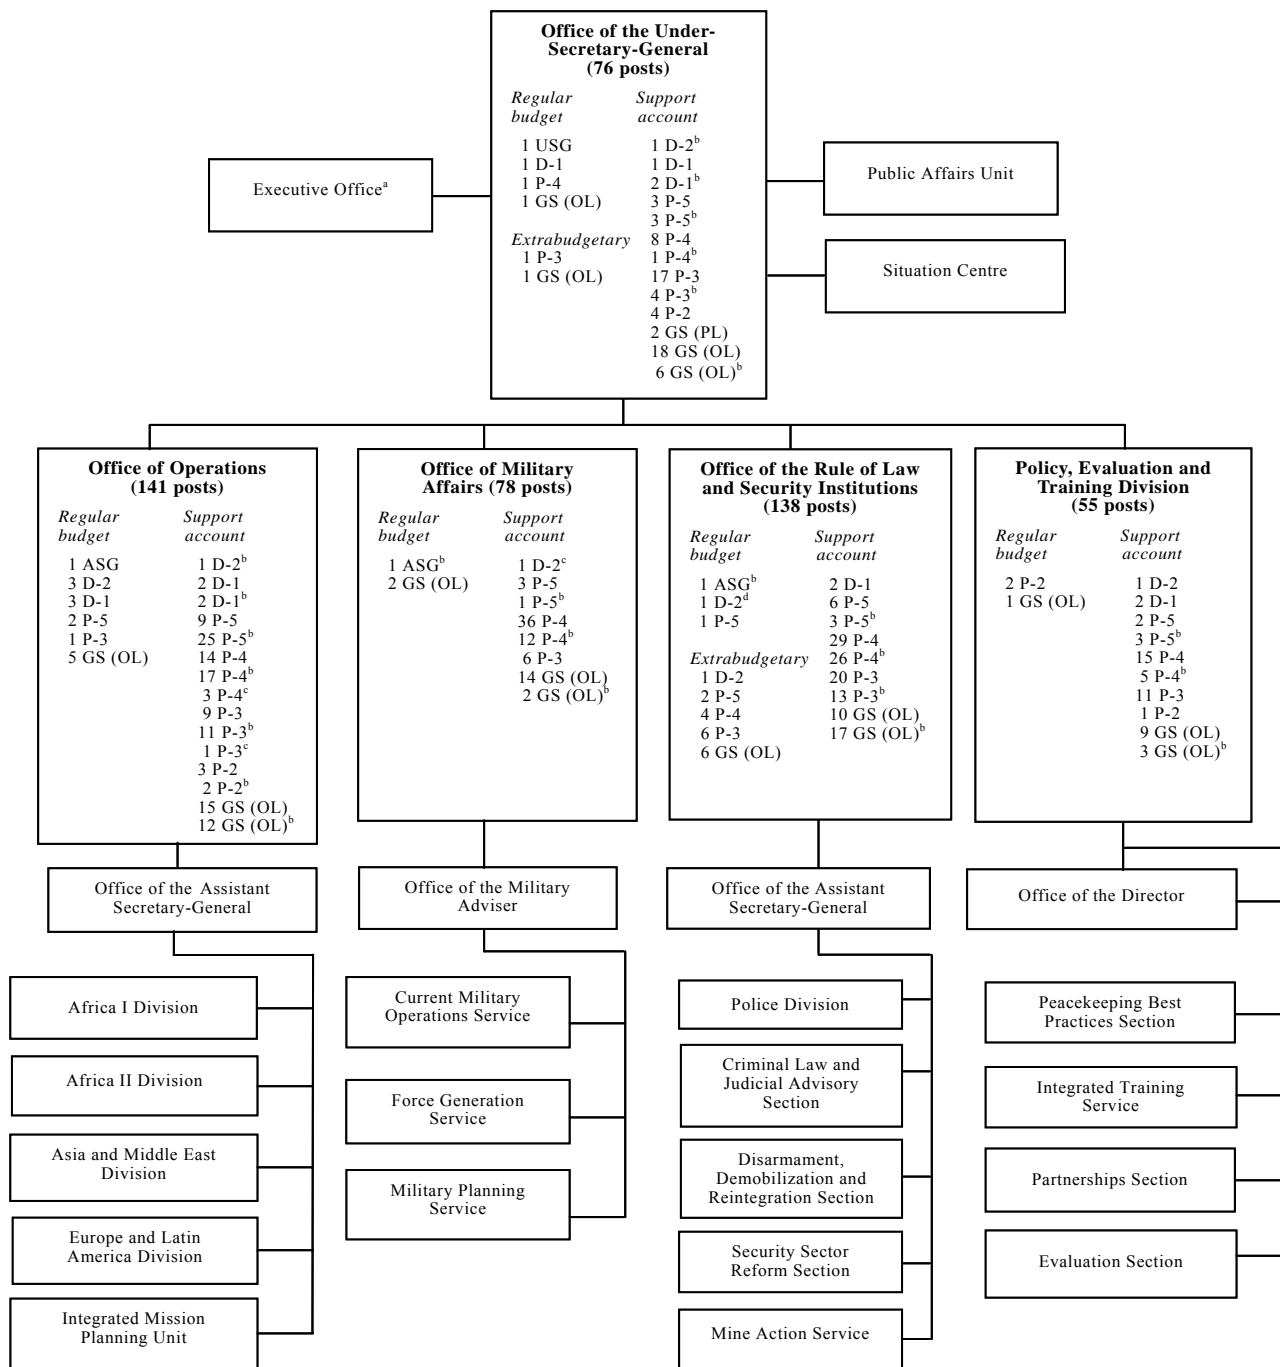 Office of the Under-
Secretary-General
(76 posts)
Regular
budget
1 USG
1 D-1
1 P-4
1 GS (OL)
Extrabudgetary
1 P-3
1 GS (OL)
Support
account
1 D-2ᵇ
1 D-1
2 D-1ᵇ
3 P-5
3 P-5ᵇ
8 P-4
1 P-4ᵇ
17 P-3
4 P-3ᵇ
4 P-2
2 GS (PL)
18 GS (OL)
6 GS (OL)ᵇ
Executive Officeᵃ
Public Affairs Unit
Situation Centre
Office of Operations
(141 posts)
Regular
budget
1 ASG
3 D-2
3 D-1
2 P-5
1 P-3
5 GS (OL)
Support
account
1 D-2ᵇ
2 D-1
2 D-1ᵇ
9 P-5
25 P-5ᵇ
14 P-4
17 P-4ᵇ
3 P-4ᶜ
9 P-3
11 P-3ᵇ
1 P-3ᶜ
3 P-2
2 P-2ᵇ
15 GS (OL)
12 GS (OL)ᵇ
Office of Military
Affairs (78 posts)
Regular
budget
1 ASGᵇ
2 GS (OL)
Support
account
1 D-2ᶜ
3 P-5
1 P-5ᵇ
36 P-4
12 P-4ᵇ
6 P-3
14 GS (OL)
2 GS (OL)ᵇ
Office of the Rule of Law
and Security Institutions
(138 posts)
Regular
budget
1 ASGᵇ
1 D-2ᵈ
1 P-5
Extrabudgetary
1 D-2
2 P-5
4 P-4
6 P-3
6 GS (OL)
Support
account
2 D-1
6 P-5
3 P-5ᵇ
29 P-4
26 P-4ᵇ
20 P-3
13 P-3ᵇ
10 GS (OL)
17 GS (OL)ᵇ
Policy, Evaluation and
Training Division
(55 posts)
Regular
budget
2 P-2
1 GS (OL)
Support
account
1 D-2
2 D-1
2 P-5
3 P-5ᵇ
15 P-4
5 P-4ᵇ
11 P-3
1 P-2
9 GS (OL)
3 GS (OL)ᵇ
Office of the Assistant
Secretary-General
Africa I Division
Africa II Division
Asia and Middle East
Division
Europe and Latin
America Division
Integrated Mission
Planning Unit
Office of the Military
Adviser
Current Military
Operations Service
Force Generation
Service
Military Planning
Service
Office of the Assistant
Secretary-General
Police Division
Criminal Law and
Judicial Advisory
Section
Disarmament,
Demobilization and
Reintegration Section
Security Sector
Reform Section
Mine Action Service
Office of the Director
Peacekeeping Best
Practices Section
Integrated Training
Service
Partnerships Section
Evaluation Section